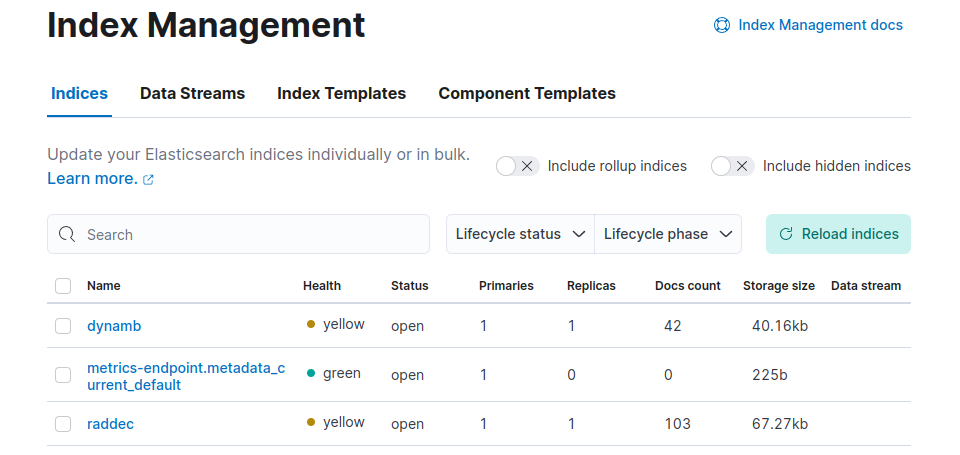 Index Management
Index Management docs
Indices Data Streams Index Templates Component Templates
Update your Elasticsearch indices individually or in bulk.
Learn more.
Include rollup indices Include hidden indices
Search
Lifecycle status Lifecycle phase Reload indices
Name Health Status Primaries Replicas Docs count Storage size Data stream
dynamb yellow open 1 1 42 40.16kb
metrics-endpoint.metadata_c
urrent_default
green open 1 0 0 225b
raddec yellow open 1 1 103 67.27kb